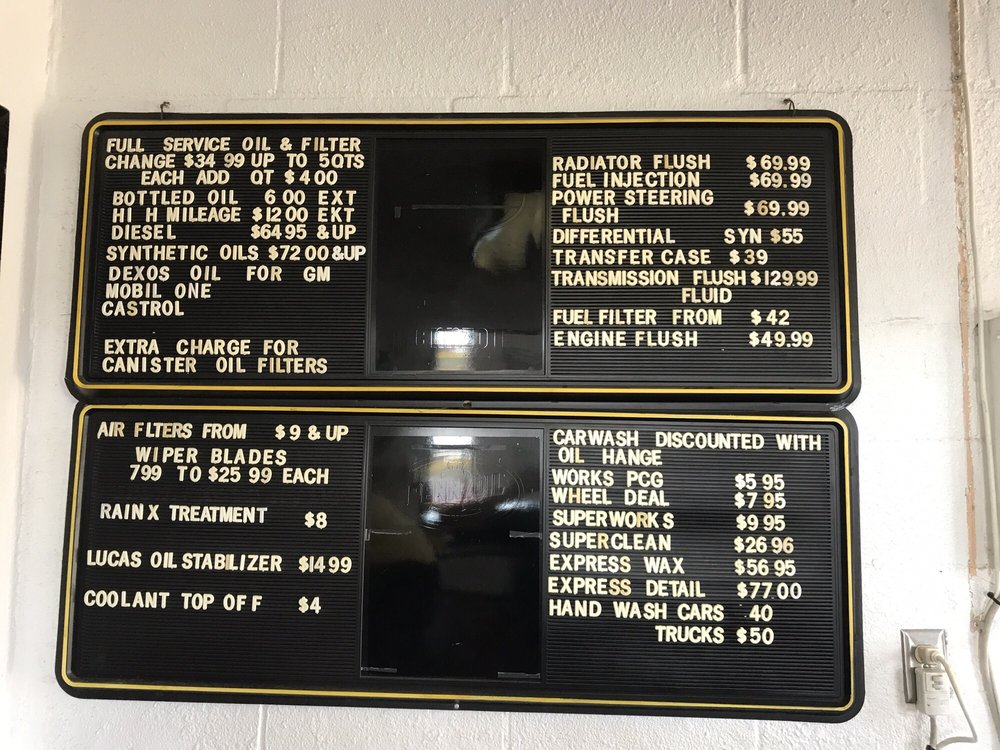 FULL SERVICE OIL & FILTER
CHANGE $34 99 UP TO 5QTS
EACH ADD QT $4 00
BOTTLED OIL 6 00 EXT
HI H MILEAGE $12 00 EKT
DIESEL $64 95 &UP
SYNTHETIC OILS $72 00 &UP
DEXOS OIL FOR GM
MOBIL ONE
CASTROL
EXTRA CHARGE FOR
CANISTER OIL FILTERS
RADIATOR FLUSH $69.99
FUEL INJECTION $69.99
POWER STEERING
FLUSH $69.99
DIFFERENTIAL SYN $55
TRANSFER CASE $39
TRANSMISSION FLUSH $129.99
FLUID
FUEL FILTER FROM $42
ENGINE FLUSH $49.99
AIR FLTERS FROM $9 & UP
WIPER BLADES
799 TO $25 99 EACH
RAIN X TREATMENT $8
LUCAS OIL STABILIZER $14 99
COOLANT TOP OFF $4
CARWASH DISCOUNTED WITH
OIL HANGE
WORKS PCG $5 95
WHEEL DEAL $7 95
SUPERWORKS $9 95
SUPERCLEAN $26 96
EXPRESS WAX $56 95
EXPRESS DETAIL $77.00
HAND WASH CARS 40
TRUCKS $50